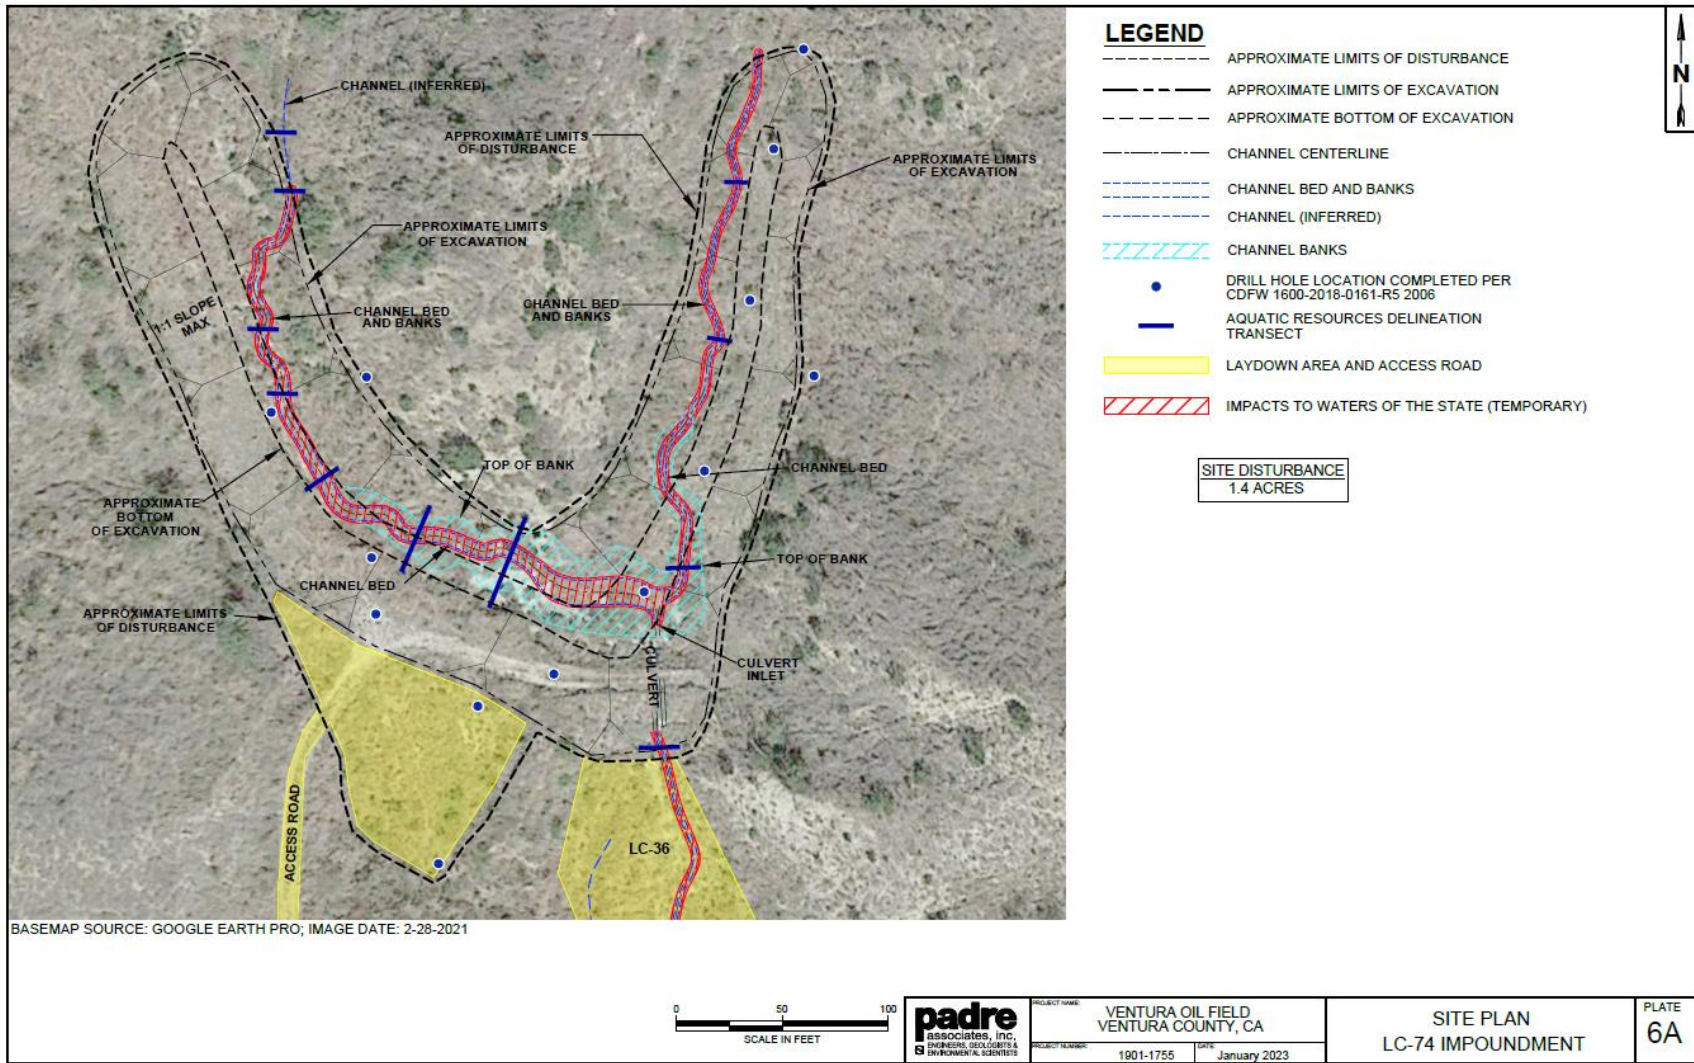 LEGEND
APPROXIMATE LIMITS OF DISTURBANCE
APPROXIMATE LIMITS OF EXCAVATION
APPROXIMATE BOTTOM OF EXCAVATION
CHANNEL CENTERLINE
CHANNEL BED AND BANKS
CHANNEL (INFERRED)
CHANNEL BANKS
DRILL HOLE LOCATION COMPLETED PER
CDFW 1600-2018-0161-R5 2006
AQUATIC RESOURCES DELINEATION
TRANSECT
LAYDOWN AREA AND ACCESS ROAD
IMPACTS TO WATERS OF THE STATE (TEMPORARY)
SITE DISTURBANCE
1.4 ACRES
N
CHANNEL (INFERRED)
APPROXIMATE LIMITS
OF DISTURBANCE
APPROXIMATE LIMITS
OF EXCAVATION
APPROXIMATE LIMITS
OF EXCAVATION
1:1 SLOPE
MAX
CHANNEL BED
AND BANKS
CHANNEL BED
AND BANKS
TOP OF BANK
CHANNEL BED
APPROXIMATE
BOTTOM
OF EXCAVATION
TOP OF BANK
CHANNEL BED
APPROXIMATE LIMITS
OF DISTURBANCE
CULVERT
INLET
CULVERT
ACCESS ROAD
LC-36
BASEMAP SOURCE: GOOGLE EARTH PRO; IMAGE DATE: 2-28-2021
0 50 100
SCALE IN FEET
padre
associates, inc.
ENGINEERS, GEOLOGISTS &
ENVIRONMENTAL SCIENTISTS
PROJECT NAME:
VENTURA OIL FIELD
VENTURA COUNTY, CA
PROJECT NUMBER:
1901-1755
DATE:
January 2023
SITE PLAN
LC-74 IMPOUNDMENT
PLATE
6A